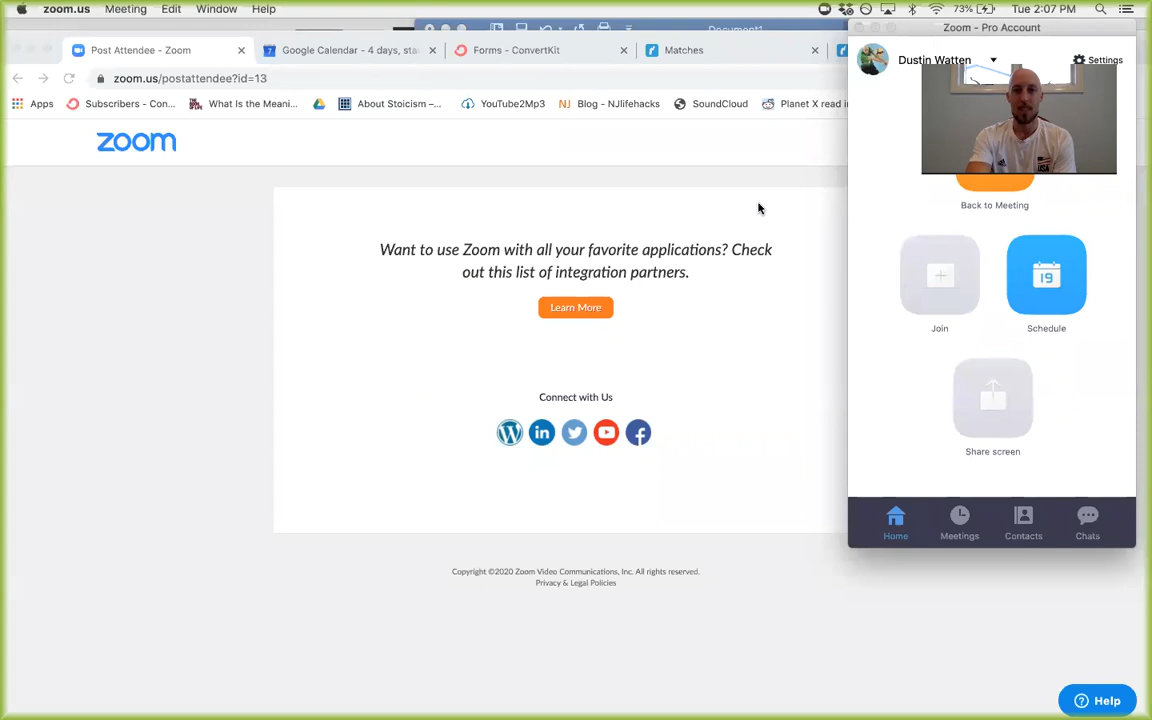 zoom.us Meeting Edit Window Help 73% Tue 2:07 PM
Zoom - Pro Account
Post Attendee - Zoom Google Calendar - 4 days, sta Forms - ConvertKit Matches
zoom.us/postattendee?id=13
Apps Subscribers - Con... What Is the Meani... About Stoicism –... YouTube2Mp3 NJ Blog - NJlifehacks SoundCloud Planet X read in
Dustin Watten Settings
zoom
Back to Meeting
Want to use Zoom with all your favorite applications? Check
out this list of integration partners.
Learn More
19
Join Schedule
Connect with Us
Share screen
Home Meetings Contacts Chats
Copyright ©2020 Zoom Video Communications, Inc. All rights reserved.
Privacy & Legal Policies
Help